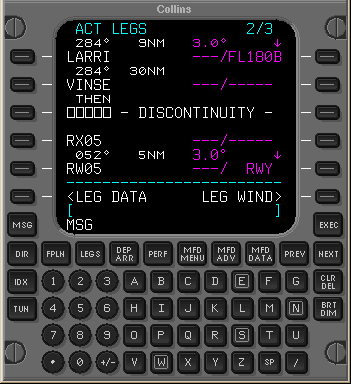 Collins
ACT LEGS 2/3
284° 9NM 3.0° ↓
LARRI ---/FL180B
284° 30NM
VINSE ---/-----
THEN
□□□□□ - DISCONTINUITY -
RX05 ---/-----
052° 5NM 3.0° ↓
RW05 ---/ RWY
------------------------
<LEG DATA LEG WIND>
[ ]
MSG
MSG EXEC
DIR FPLN LEGS DEP ARR PERF MFD MENU MFD ADV MFD DATA PREV NEXT
IDX 1 2 3 A B C D E F G CLR DEL
TUN 4 5 6 H I J K L M N BRT DIM
7 8 9 O P Q R S T U
• 0 +/- V W X Y Z SP /